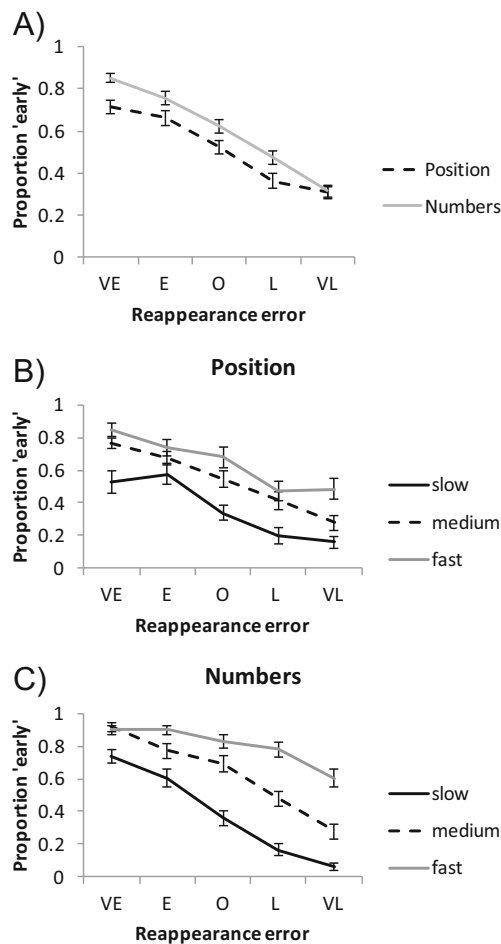 A)
Proportion 'early'
1
0.8
0.6
0.4
0.2
0
VE E O L VL
Reappearance error
Position
Numbers
B)
Position
Proportion 'early'
1
0.8
0.6
0.4
0.2
0
VE E O L VL
Reappearance error
slow
medium
fast
C)
Numbers
Proportion 'early'
1
0.8
0.6
0.4
0.2
0
VE E O L VL
Reappearance error
slow
medium
fast